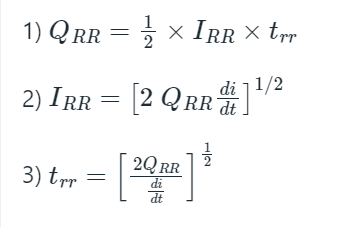 1) Q_RR = 1/2 × I_RR × t_rr
2) I_RR = [2 Q_RR di/dt]^1/2
3) t_rr = [2Q_RR / (di/dt)]^1/2